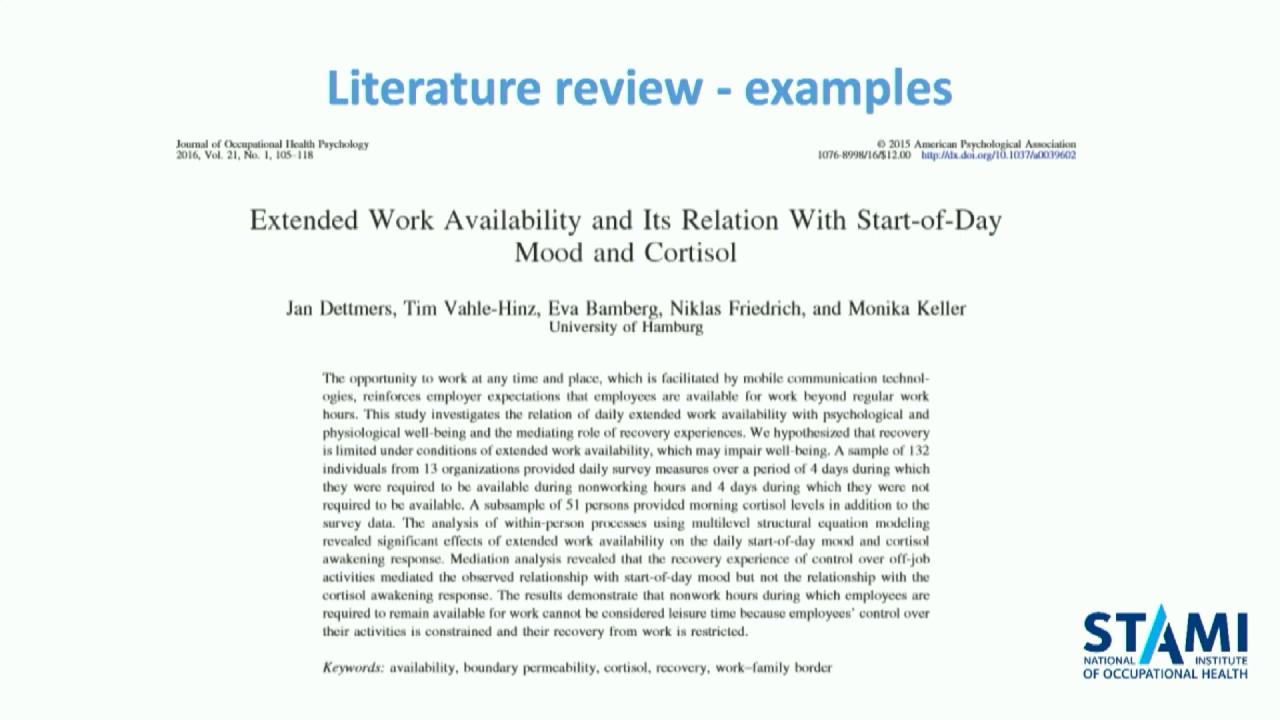 Literature review - examples
Journal of Occupational Health Psychology
2016, Vol. 21, No. 1, 105–118
© 2015 American Psychological Association
1076-8998/16/$12.00 http://dx.doi.org/10.1037/a0039602
Extended Work Availability and Its Relation With Start-of-Day
Mood and Cortisol
Jan Dettmers, Tim Vahle-Hinz, Eva Bamberg, Niklas Friedrich, and Monika Keller
University of Hamburg
The opportunity to work at any time and place, which is facilitated by mobile communication technol-
ogies, reinforces employer expectations that employees are available for work beyond regular work
hours. This study investigates the relation of daily extended work availability with psychological and
physiological well-being and the mediating role of recovery experiences. We hypothesized that recovery
is limited under conditions of extended work availability, which may impair well-being. A sample of 132
individuals from 13 organizations provided daily survey measures over a period of 4 days during which
they were required to be available during nonworking hours and 4 days during which they were not
required to be available. A subsample of 51 persons provided morning cortisol levels in addition to the
survey data. The analysis of within-person processes using multilevel structural equation modeling
revealed significant effects of extended work availability on the daily start-of-day mood and cortisol
awakening response. Mediation analysis revealed that the recovery experience of control over off-job
activities mediated the observed relationship with start-of-day mood but not the relationship with the
cortisol awakening response. The results demonstrate that nonwork hours during which employees are
required to remain available for work cannot be considered leisure time because employees' control over
their activities is constrained and their recovery from work is restricted.
Keywords: availability, boundary permeability, cortisol, recovery, work–family border
STAMI
NATIONAL INSTITUTE
OF OCCUPATIONAL HEALTH